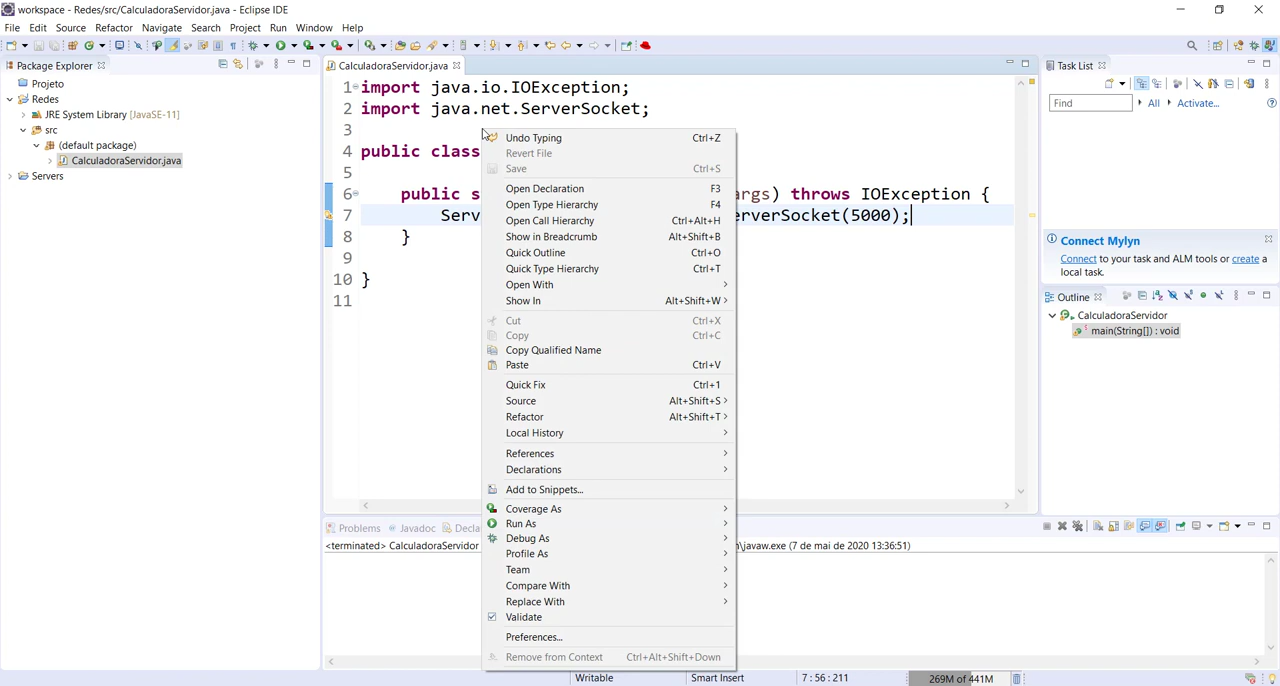 workspace - Redes/src/CalculadoraServidor.java - Eclipse IDE
File Edit Source Refactor Navigate Search Project Run Window Help
Package Explorer
Projeto
Redes
JRE System Library [JavaSE-11]
src
(default package)
CalculadoraServidor.java
Servers
CalculadoraServidor.java
1 import java.io.IOException;
2 import java.net.ServerSocket;
3
4 public class
5
6 public s args) throws IOException {
7 Serv erverSocket(5000);
8 }
9
10 }
11
Undo Typing Ctrl+Z
Revert File
Save Ctrl+S
Open Declaration F3
Open Type Hierarchy F4
Open Call Hierarchy Ctrl+Alt+H
Show in Breadcrumb Alt+Shift+B
Quick Outline Ctrl+O
Quick Type Hierarchy Ctrl+T
Open With
Show In Alt+Shift+W
Cut Ctrl+X
Copy Ctrl+C
Copy Qualified Name
Paste Ctrl+V
Quick Fix Ctrl+1
Source Alt+Shift+S
Refactor Alt+Shift+T
Local History
References
Declarations
Add to Snippets...
Coverage As
Run As
Debug As
Profile As
Team
Compare With
Replace With
Validate
Preferences...
Remove from Context Ctrl+Alt+Shift+Down
Task List
Find All Activate...
Connect Mylyn
Connect to your task and ALM tools or create a
local task.
Outline
CalculadoraServidor
main(String[]) : void
Problems Javadoc Decla
<terminated> CalculadoraServidor n\javaw.exe (7 de mai de 2020 13:36:51)
Writable Smart Insert 7 : 56 : 211 269M of 441M